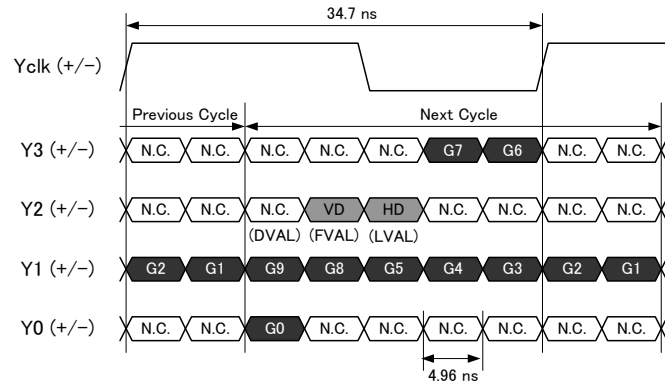 34.7 ns
Yclk (+/−)
Previous Cycle Next Cycle
Y3 (+/−) N.C. N.C. N.C. N.C. N.C. G7 G6 N.C. N.C.
Y2 (+/−) N.C. N.C. N.C. VD HD N.C. N.C. N.C. N.C.
(DVAL) (FVAL) (LVAL)
Y1 (+/−) G2 G1 G9 G8 G5 G4 G3 G2 G1
Y0 (+/−) N.C. N.C. G0 N.C. N.C. N.C. N.C. N.C. N.C.
4.96 ns